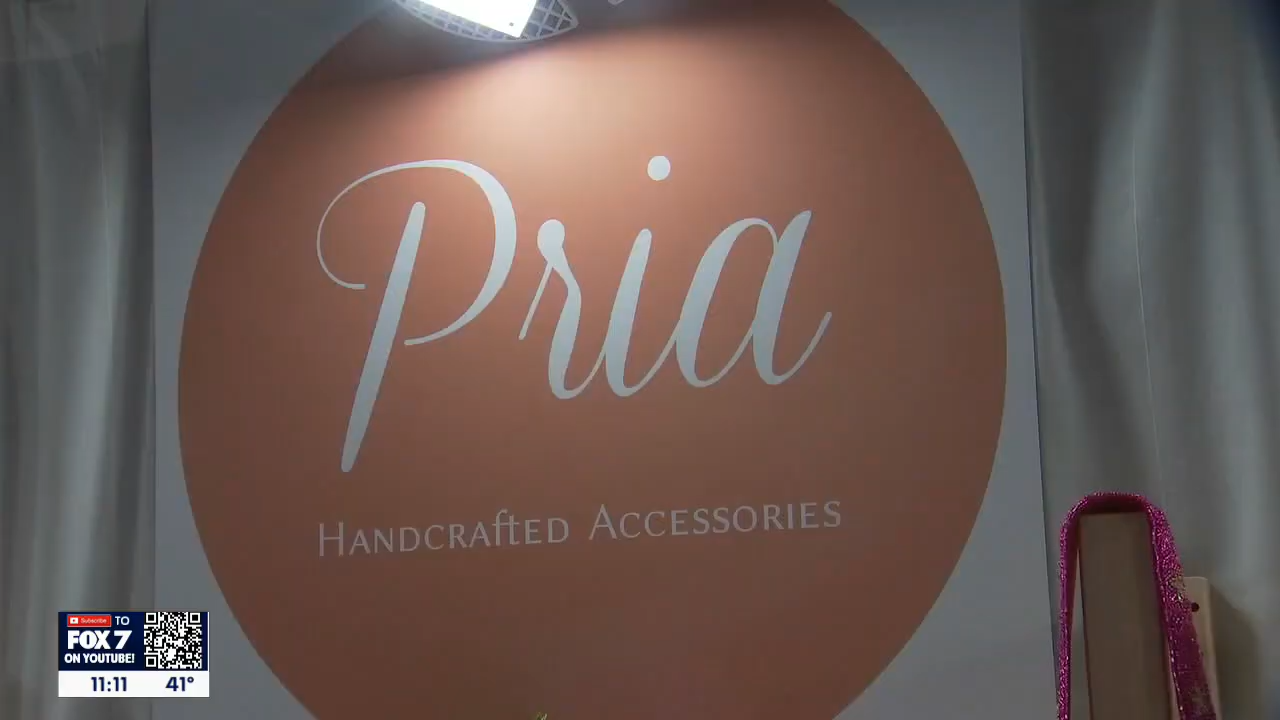 Pria
HANDCRAfTED ACCESSORIES
Subscribe TO
FOX 7
ON YOUTUBE!
11:11 41°